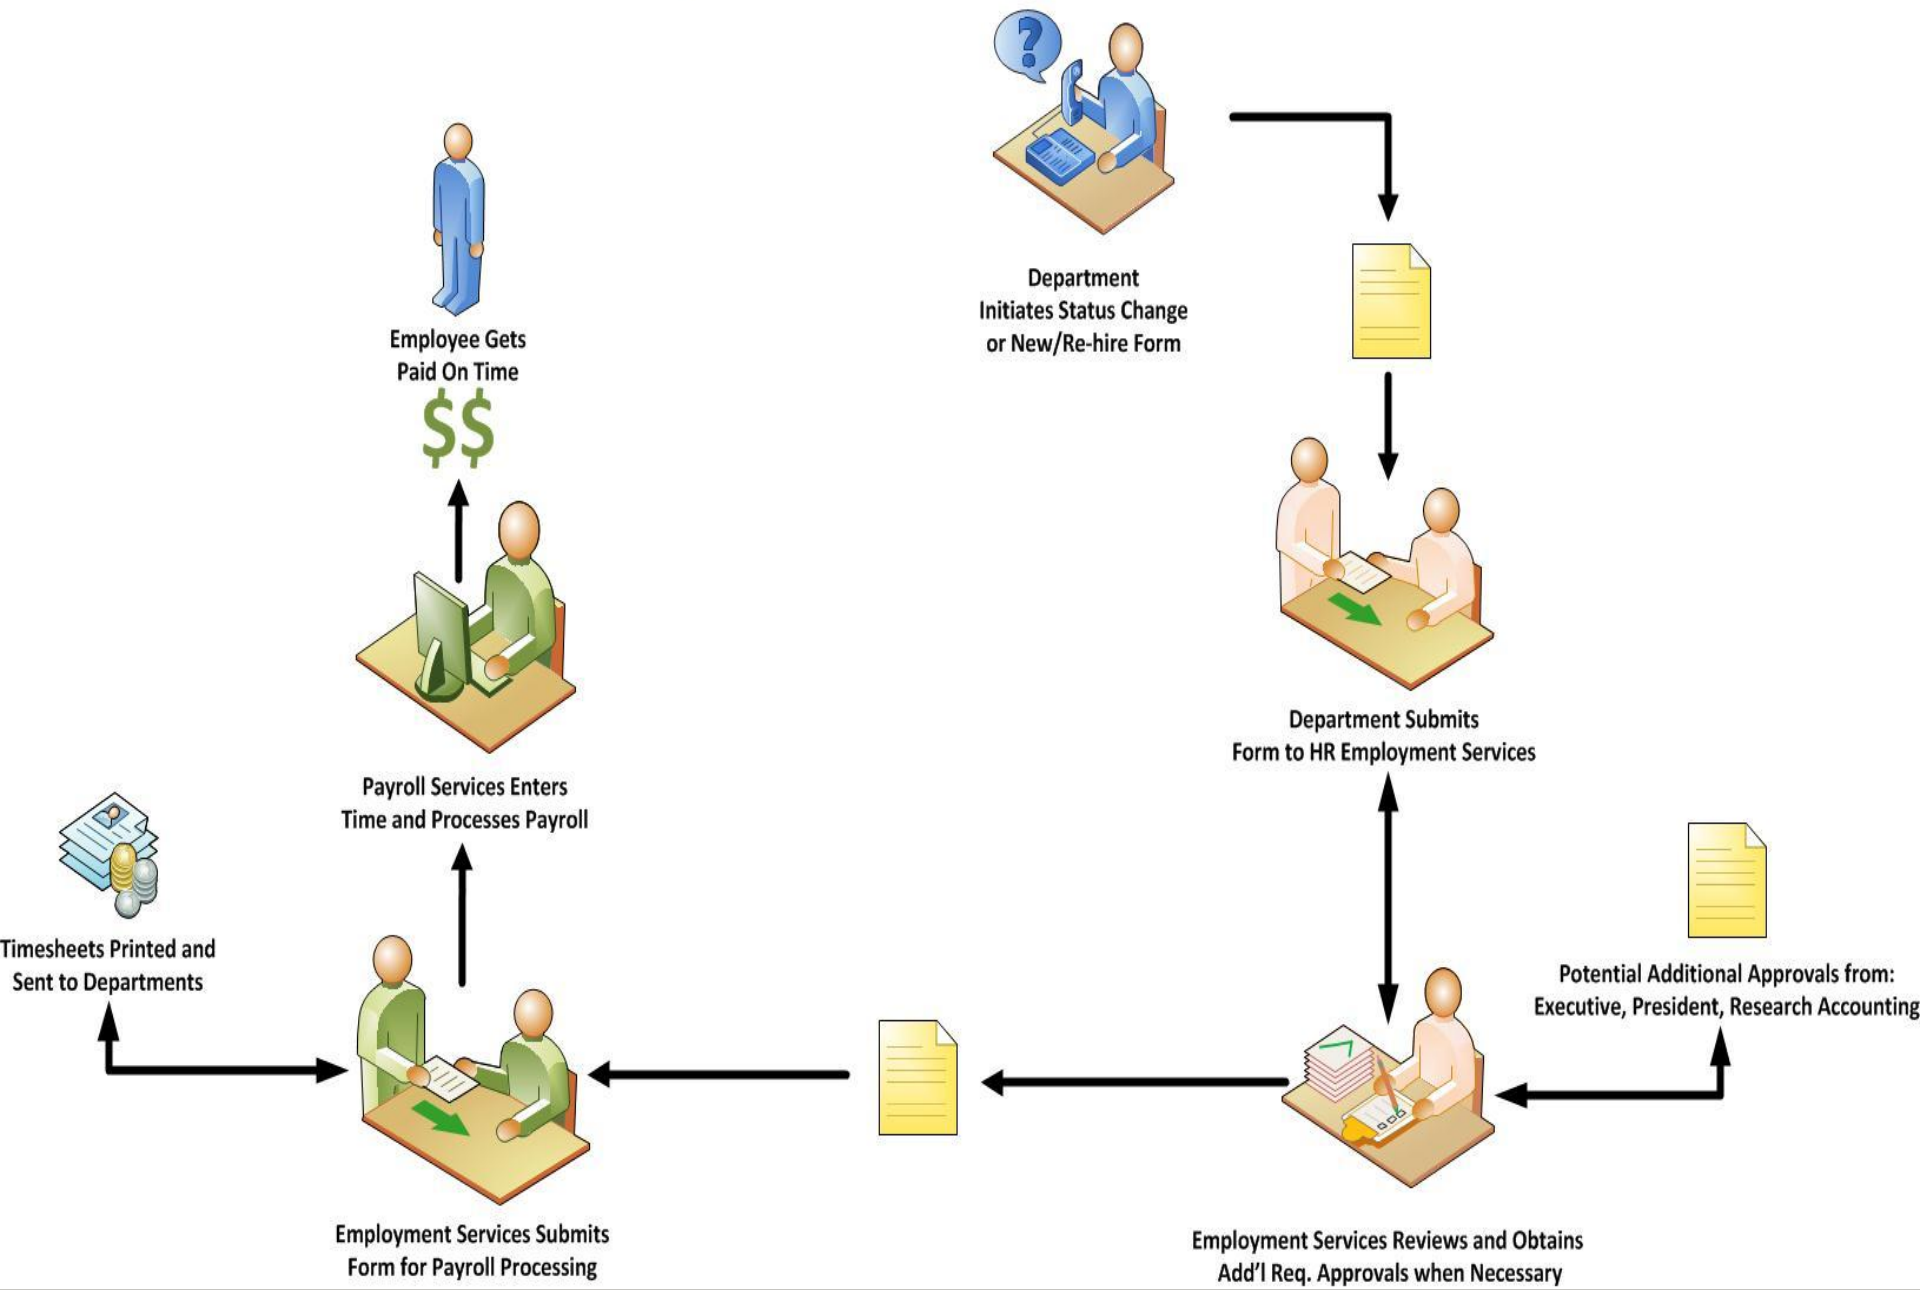 ?
Department
Initiates Status Change
or New/Re-hire Form
Employee Gets
Paid On Time
$$
Department Submits
Form to HR Employment Services
Payroll Services Enters
Time and Processes Payroll
Timesheets Printed and
Sent to Departments
Potential Additional Approvals from:
Executive, President, Research Accounting
Employment Services Submits
Form for Payroll Processing
Employment Services Reviews and Obtains
Add'l Req. Approvals when Necessary